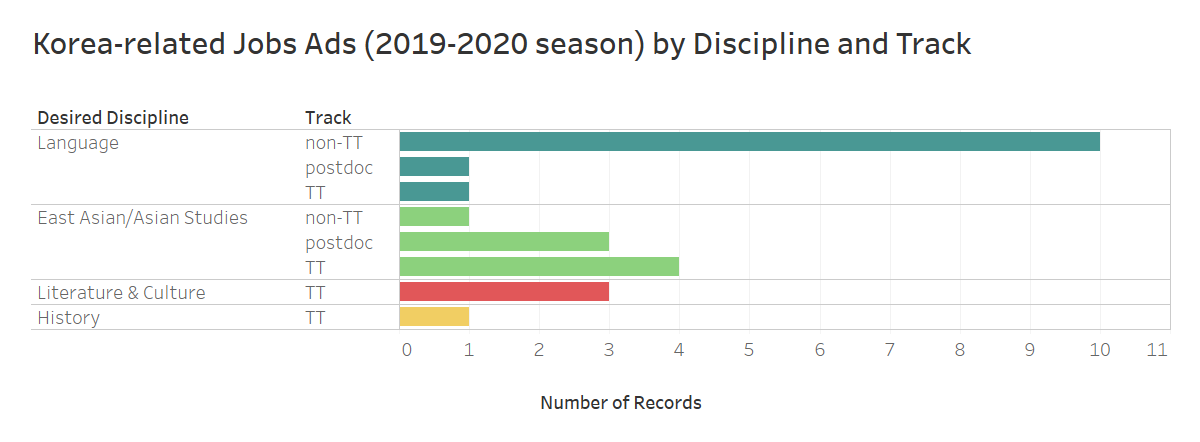 Korea-related Jobs Ads (2019-2020 season) by Discipline and Track
Desired Discipline Track
Language non-TT
postdoc
TT
East Asian/Asian Studies non-TT
postdoc
TT
Literature & Culture TT
History TT
0 1 2 3 4 5 6 7 8 9 10 11
Number of Records